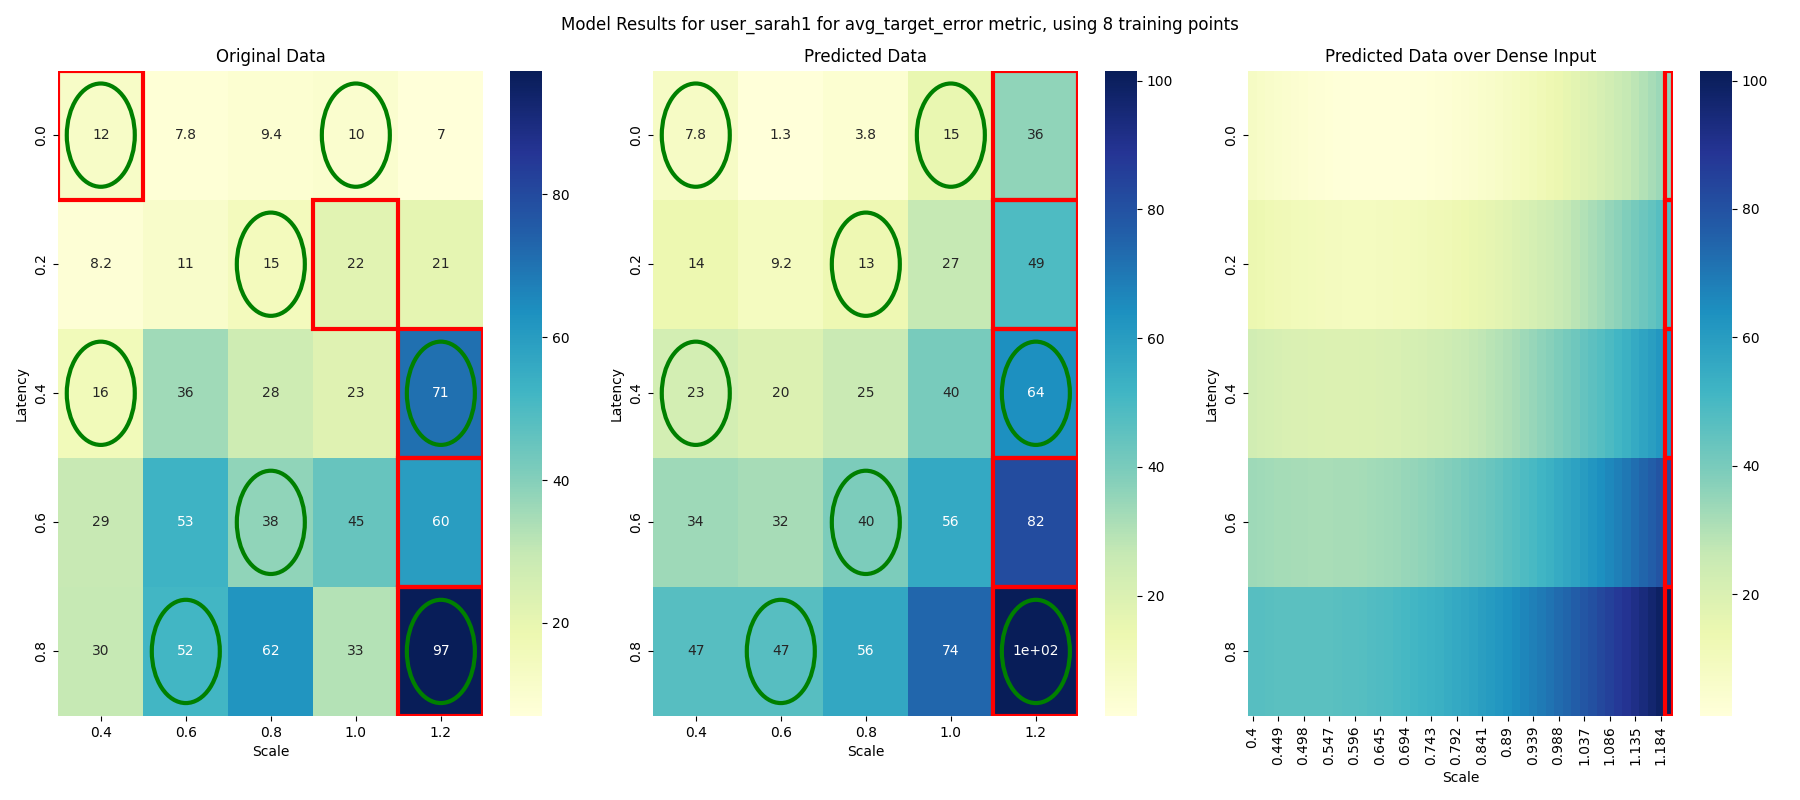 Model Results for user_sarah1 for avg_target_error metric, using 8 training points
Original Data
Latency
0.0 12 7.8 9.4 10 7
0.2 8.2 11 15 22 21
0.4 16 36 28 23 71
0.6 29 53 38 45 60
0.8 30 52 62 33 97
0.4 0.6 0.8 1.0 1.2
Scale
80
60
40
20
Predicted Data
Latency
0.0 7.8 1.3 3.8 15 36
0.2 14 9.2 13 27 49
0.4 23 20 25 40 64
0.6 34 32 40 56 82
0.8 47 47 56 74 1e+02
0.4 0.6 0.8 1.0 1.2
Scale
100
80
60
40
20
Predicted Data over Dense Input
Latency
0.0
0.2
0.4
0.6
0.8
0.4 0.449 0.498 0.547 0.596 0.645 0.694 0.743 0.792 0.841 0.89 0.939 0.988 1.037 1.086 1.135 1.184
Scale
100
80
60
40
20